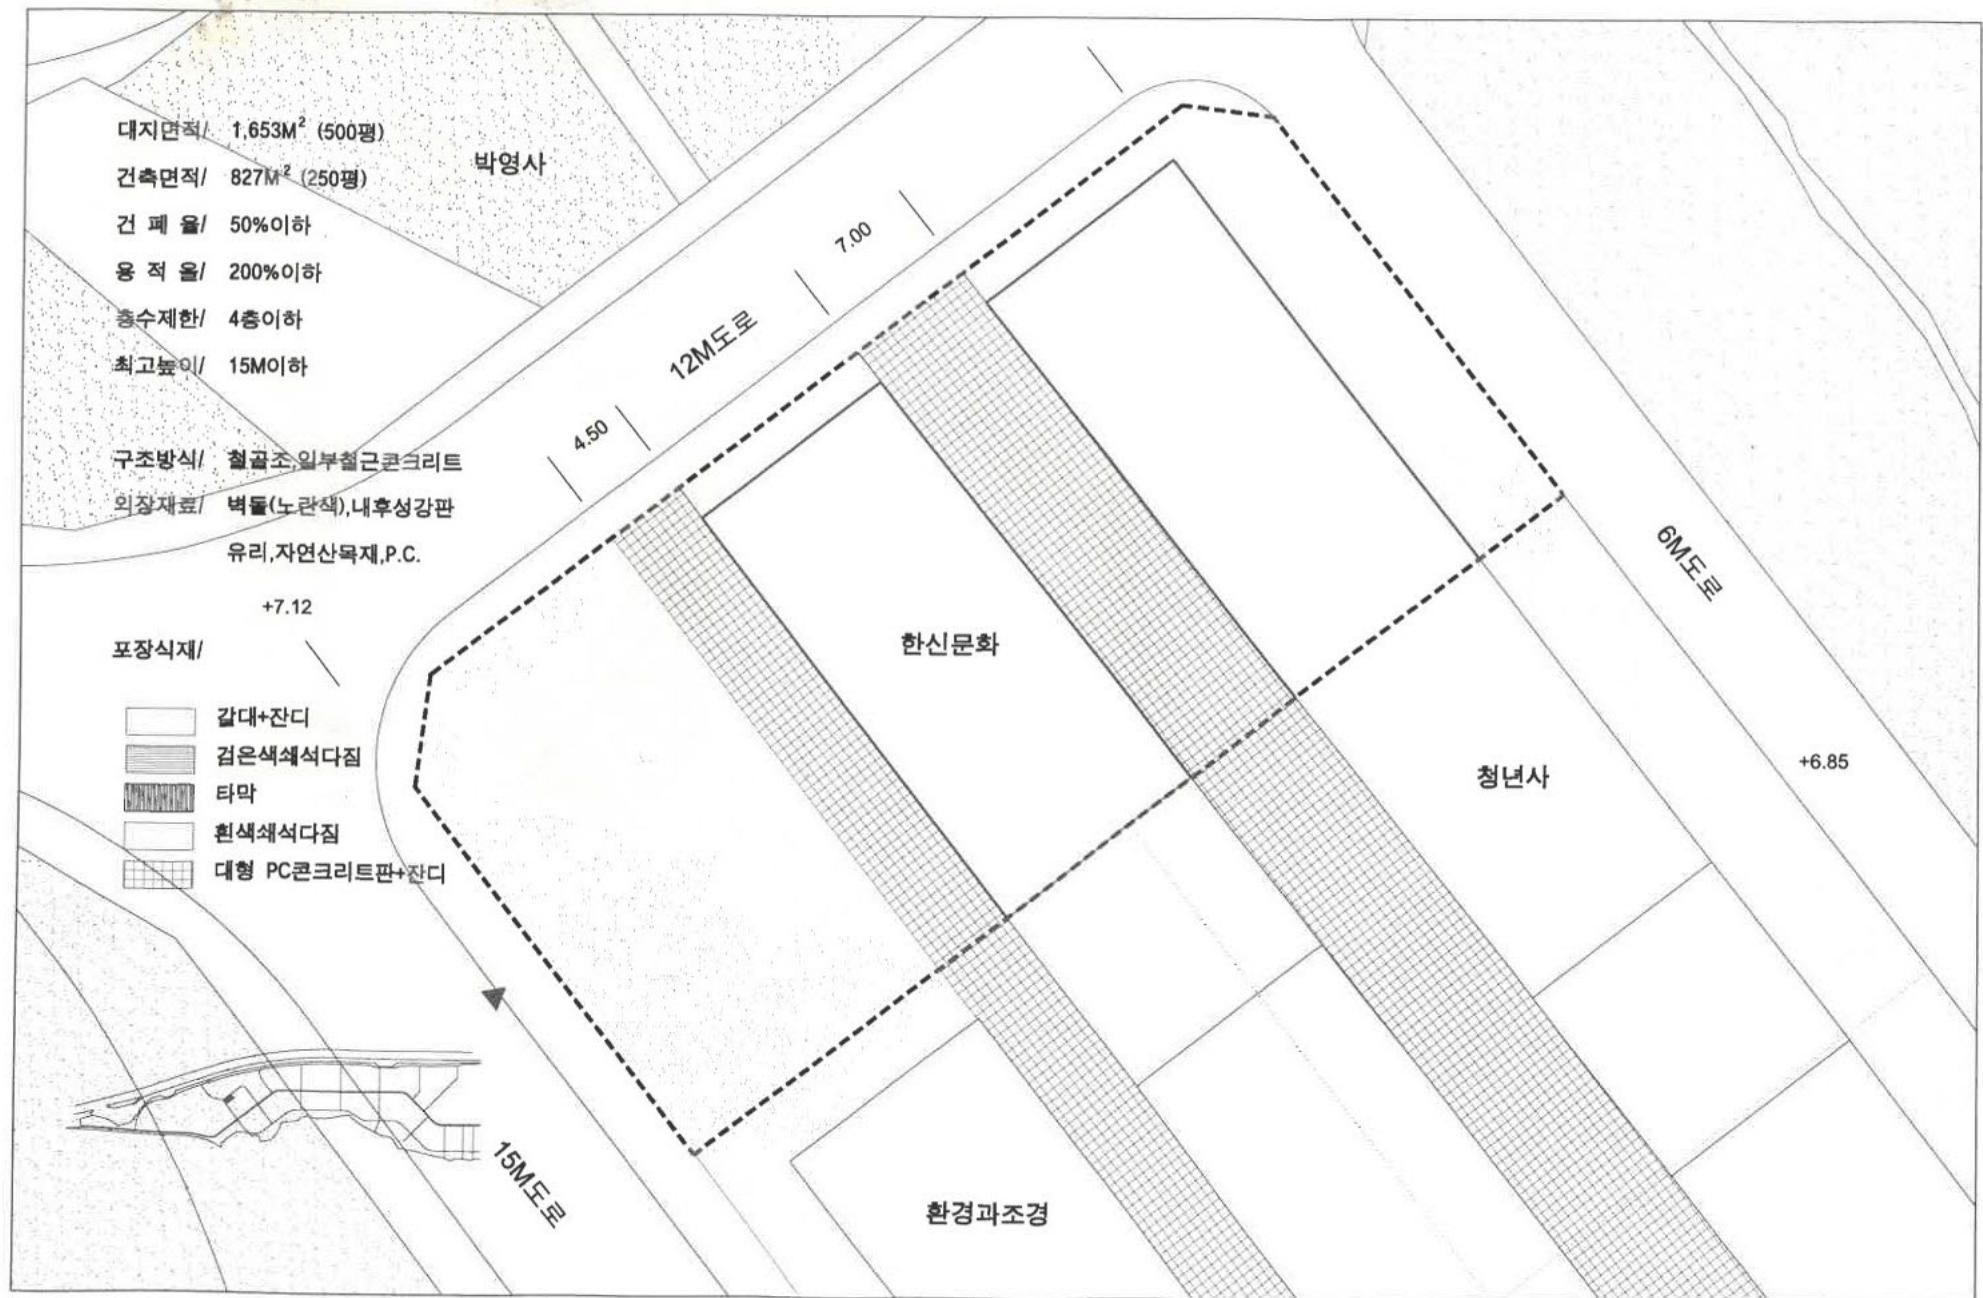 대지면적/ 1,653M² (500평)
건축면적/ 827M² (250평)
건 폐 율/ 50%이하
용 적 율/ 200%이하
층수제한/ 4층이하
최고높이/ 15M이하
구조방식/ 철골조,일부철근콘크리트
외장재료/ 벽돌(노란색),내후성강판
유리,자연산목재,P.C.
+7.12
포장식재/
갈대+잔디
검은색쇄석다짐
타막
흰색쇄석다짐
대형 PC콘크리트판+잔디
박영사
7.00
12M도로
4.50
한신문화
6M도로
청년사
+6.85
15M도로
환경과조경